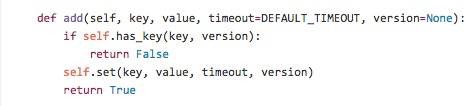 def add(self, key, value, timeout=DEFAULT_TIMEOUT, version=None):
    if self.has_key(key, version):
        return False
    self.set(key, value, timeout, version)
    return True